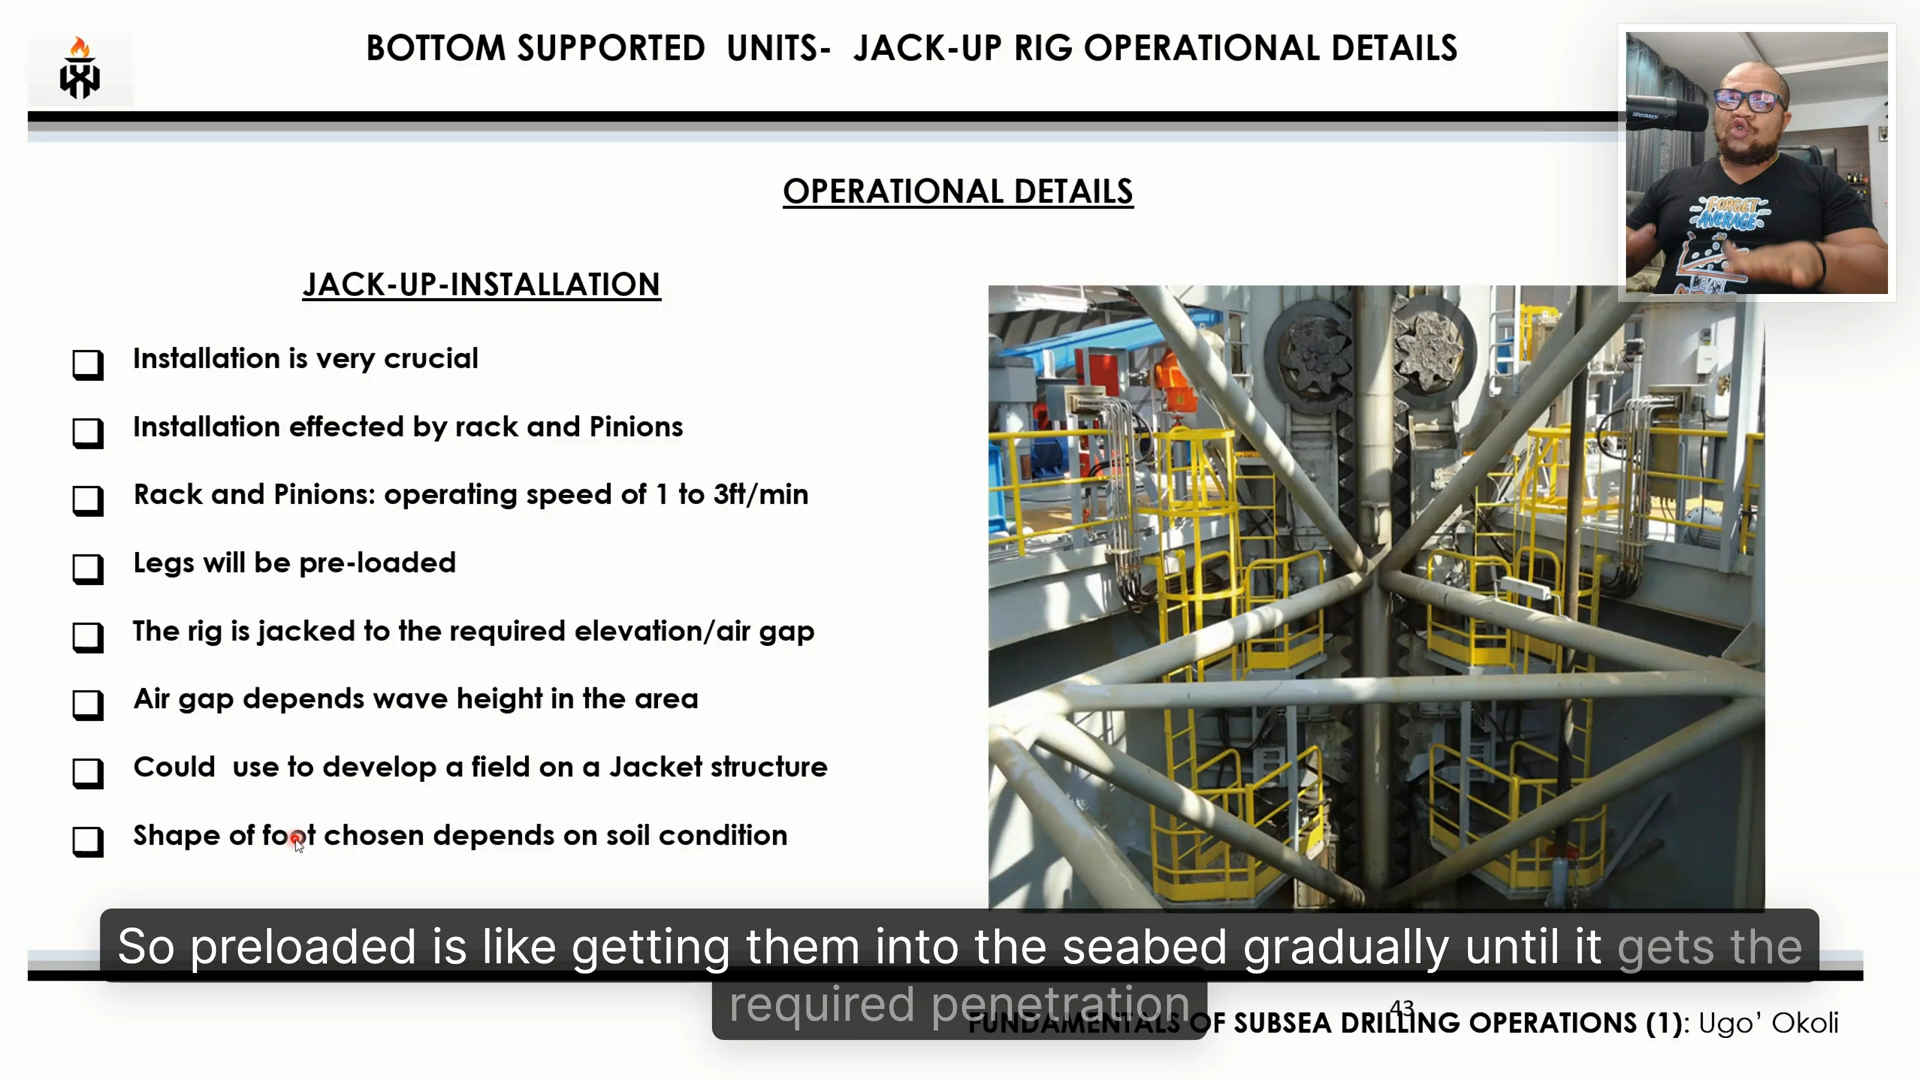 BOTTOM SUPPORTED UNITS- JACK-UP RIG OPERATIONAL DETAILS
OPERATIONAL DETAILS
JACK-UP-INSTALLATION
Installation is very crucial
Installation effected by rack and Pinions
Rack and Pinions: operating speed of 1 to 3ft/min
Legs will be pre-loaded
The rig is jacked to the required elevation/air gap
Air gap depends wave height in the area
Could use to develop a field on a Jacket structure
Shape of foot chosen depends on soil condition
FORGET
AVERAGE
So preloaded is like getting them into the seabed gradually until it gets the
required penetration
43
FUNDAMENTALS OF SUBSEA DRILLING OPERATIONS (1): Ugo’ Okoli